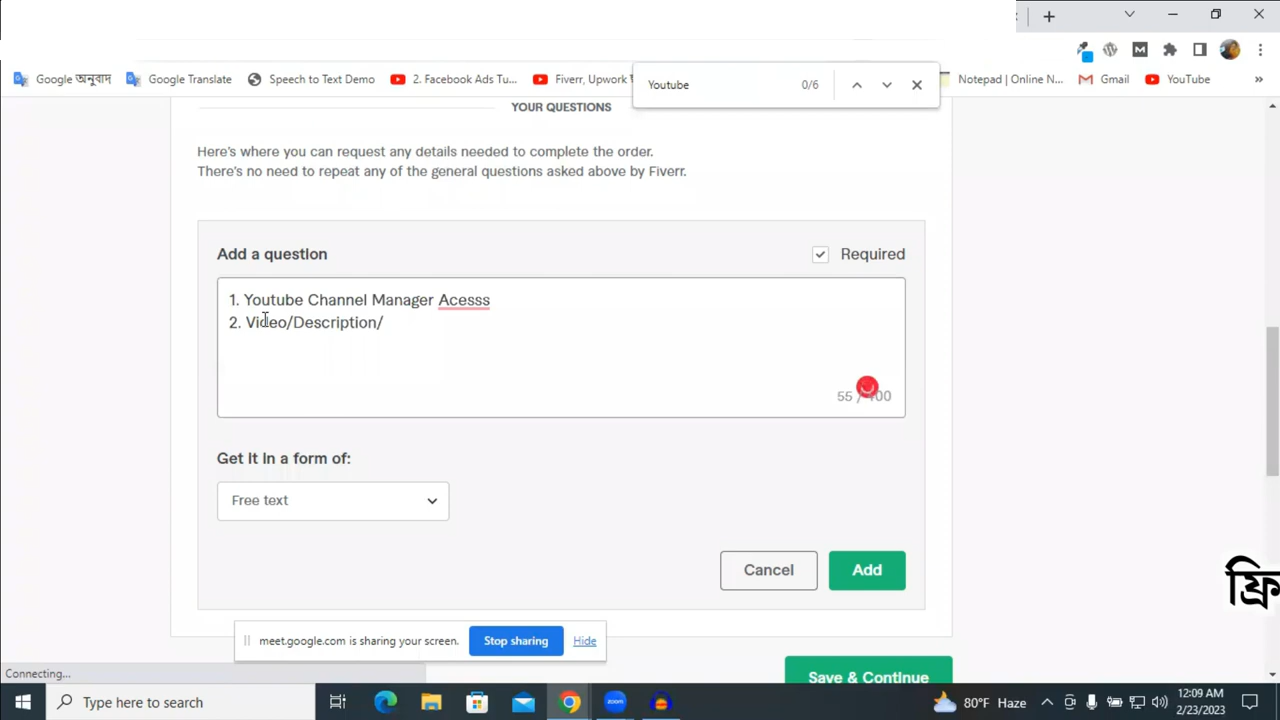 Google অনুবাদ
Google Translate
Speech to Text Demo
2. Facebook Ads Tu...
Fiverr, Upwork
Youtube
0/6
Notepad | Online N...
Gmail
YouTube
»
YOUR QUESTIONS
Here's where you can request any details needed to complete the order.
There's no need to repeat any of the general questions asked above by Fiverr.
Add a question
Required
1. Youtube Channel Manager Acesss
2. Video/Description/
55 / 400
Get it in a form of:
Free text
Cancel
Add
ফ্রি
meet.google.com is sharing your screen.
Stop sharing
Hide
Connecting...
Save & Continue
Type here to search
zoom
80°F Haze
12:09 AM
2/23/2023